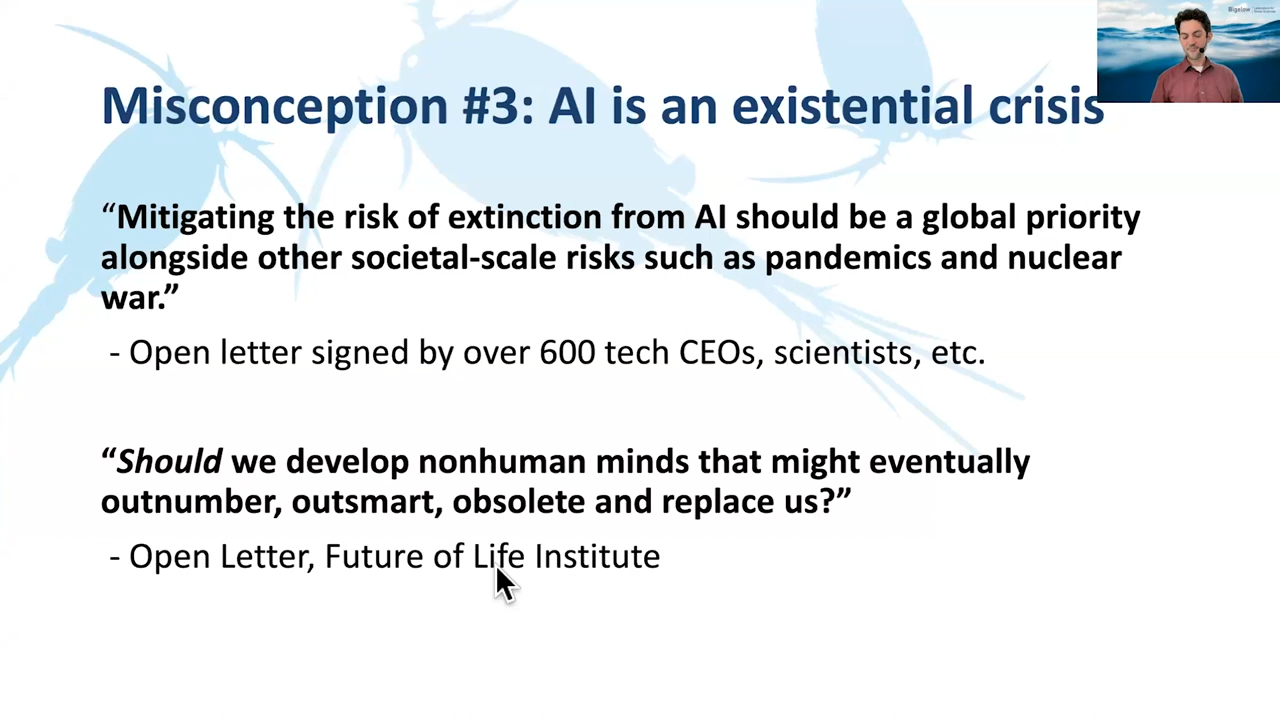 Bigelow
Misconception #3: AI is an existential crisis
“Mitigating the risk of extinction from AI should be a global priority
alongside other societal-scale risks such as pandemics and nuclear
war.”
- Open letter signed by over 600 tech CEOs, scientists, etc.
“Should we develop nonhuman minds that might eventually
outnumber, outsmart, obsolete and replace us?”
- Open Letter, Future of Life Institute